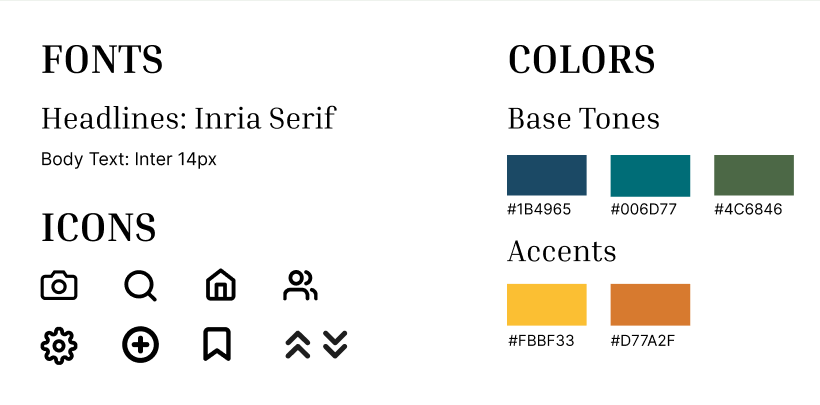 FONTS
Headlines: Inria Serif
Body Text: Inter 14px
ICONS
COLORS
Base Tones
#1B4965
#006D77
#4C6846
Accents
#FBBF33
#D77A2F